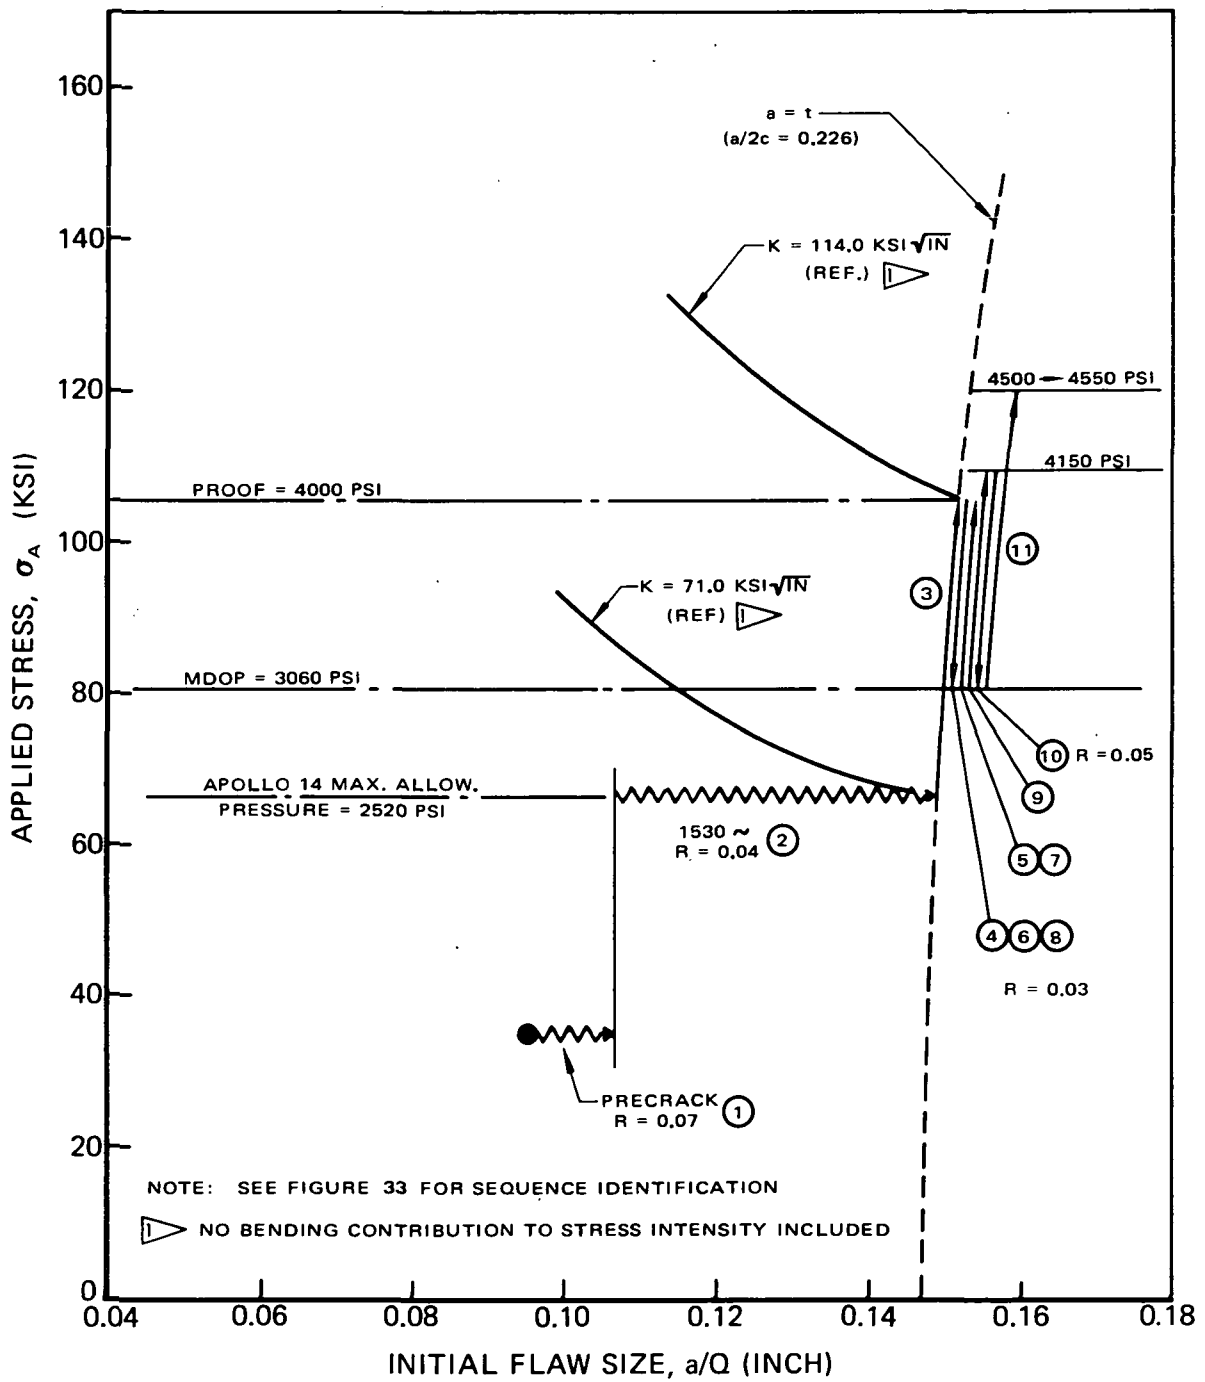 160
140
120
100
80
60
40
20
0
0.04
0.06
0.08
0.10
0.12
0.14
0.16
0.18
APPLIED STRESS, σA (KSI)
INITIAL FLAW SIZE, a/Q (INCH)
a = t
(a/2c = 0.226)
K = 114.0 KSI√IN
(REF.) 1
4500 — 4550 PSI
4150 PSI
PROOF = 4000 PSI
11
3
K = 71.0 KSI√IN
(REF) 1
MDOP = 3060 PSI
10 R = 0.05
APOLLO 14 MAX. ALLOW.
PRESSURE = 2520 PSI
9
1530 ~ 2
R = 0.04
5 7
4 6 8
R = 0.03
PRECRACK 1
R = 0.07
NOTE: SEE FIGURE 33 FOR SEQUENCE IDENTIFICATION
1 NO BENDING CONTRIBUTION TO STRESS INTENSITY INCLUDED